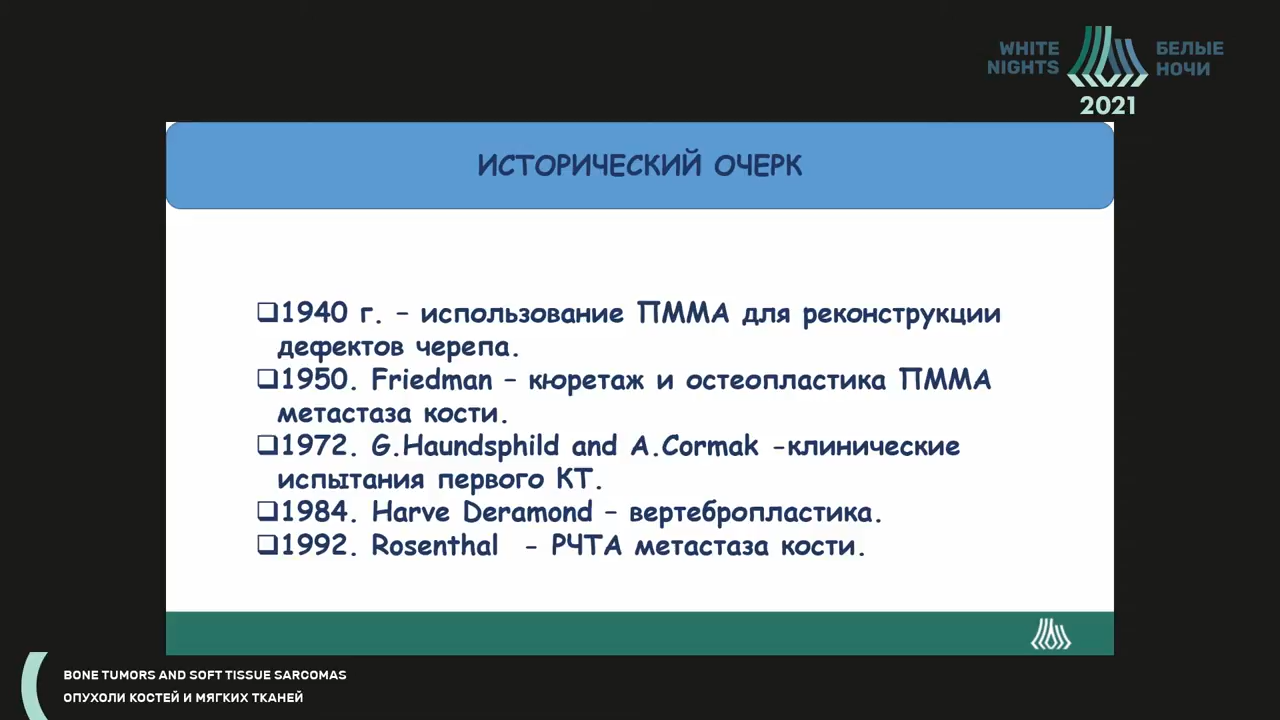 WHITE NIGHTS
БЕЛЫЕ НОЧИ
2021
ИСТОРИЧЕСКИЙ ОЧЕРК
❑1940 г. – использование ПММА для реконструкции
дефектов черепа.
❑1950. Friedman – кюретаж и остеопластика ПММА
метастаза кости.
❑1972. G.Haundsphild and A.Cormak -клинические
испытания первого КТ.
❑1984. Harve Deramond – вертебропластика.
❑1992. Rosenthal - РЧТА метастаза кости.
BONE TUMORS AND SOFT TISSUE SARCOMAS
ОПУХОЛИ КОСТЕЙ И МЯГКИХ ТКАНЕЙ